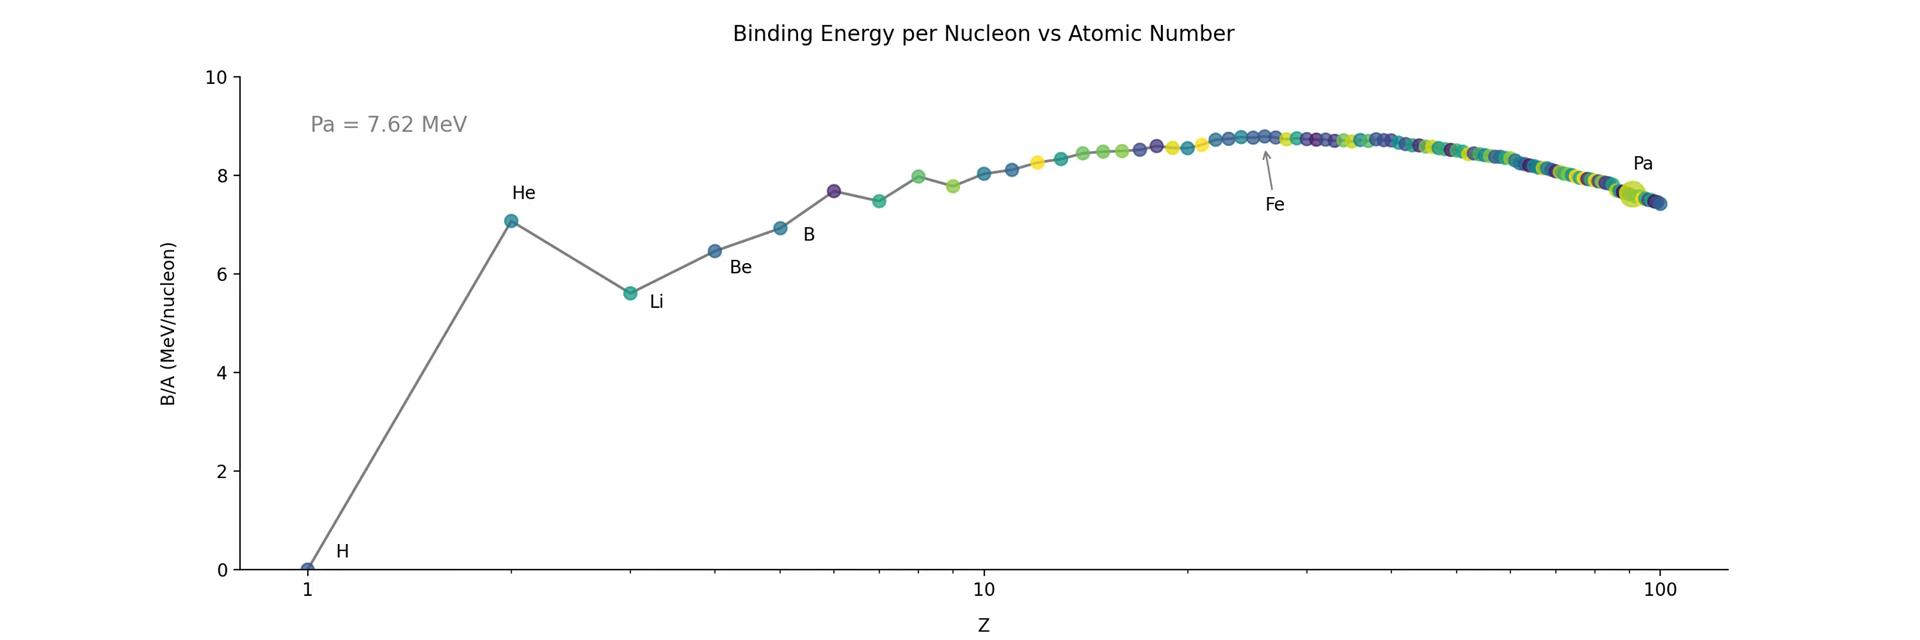 Binding Energy per Nucleon vs Atomic Number
10
Pa = 7.62 MeV
8
Pa
He
Fe
B
Be
6
Li
B/A (MeV/nucleon)
4
2
H
0
1
10
100
Z